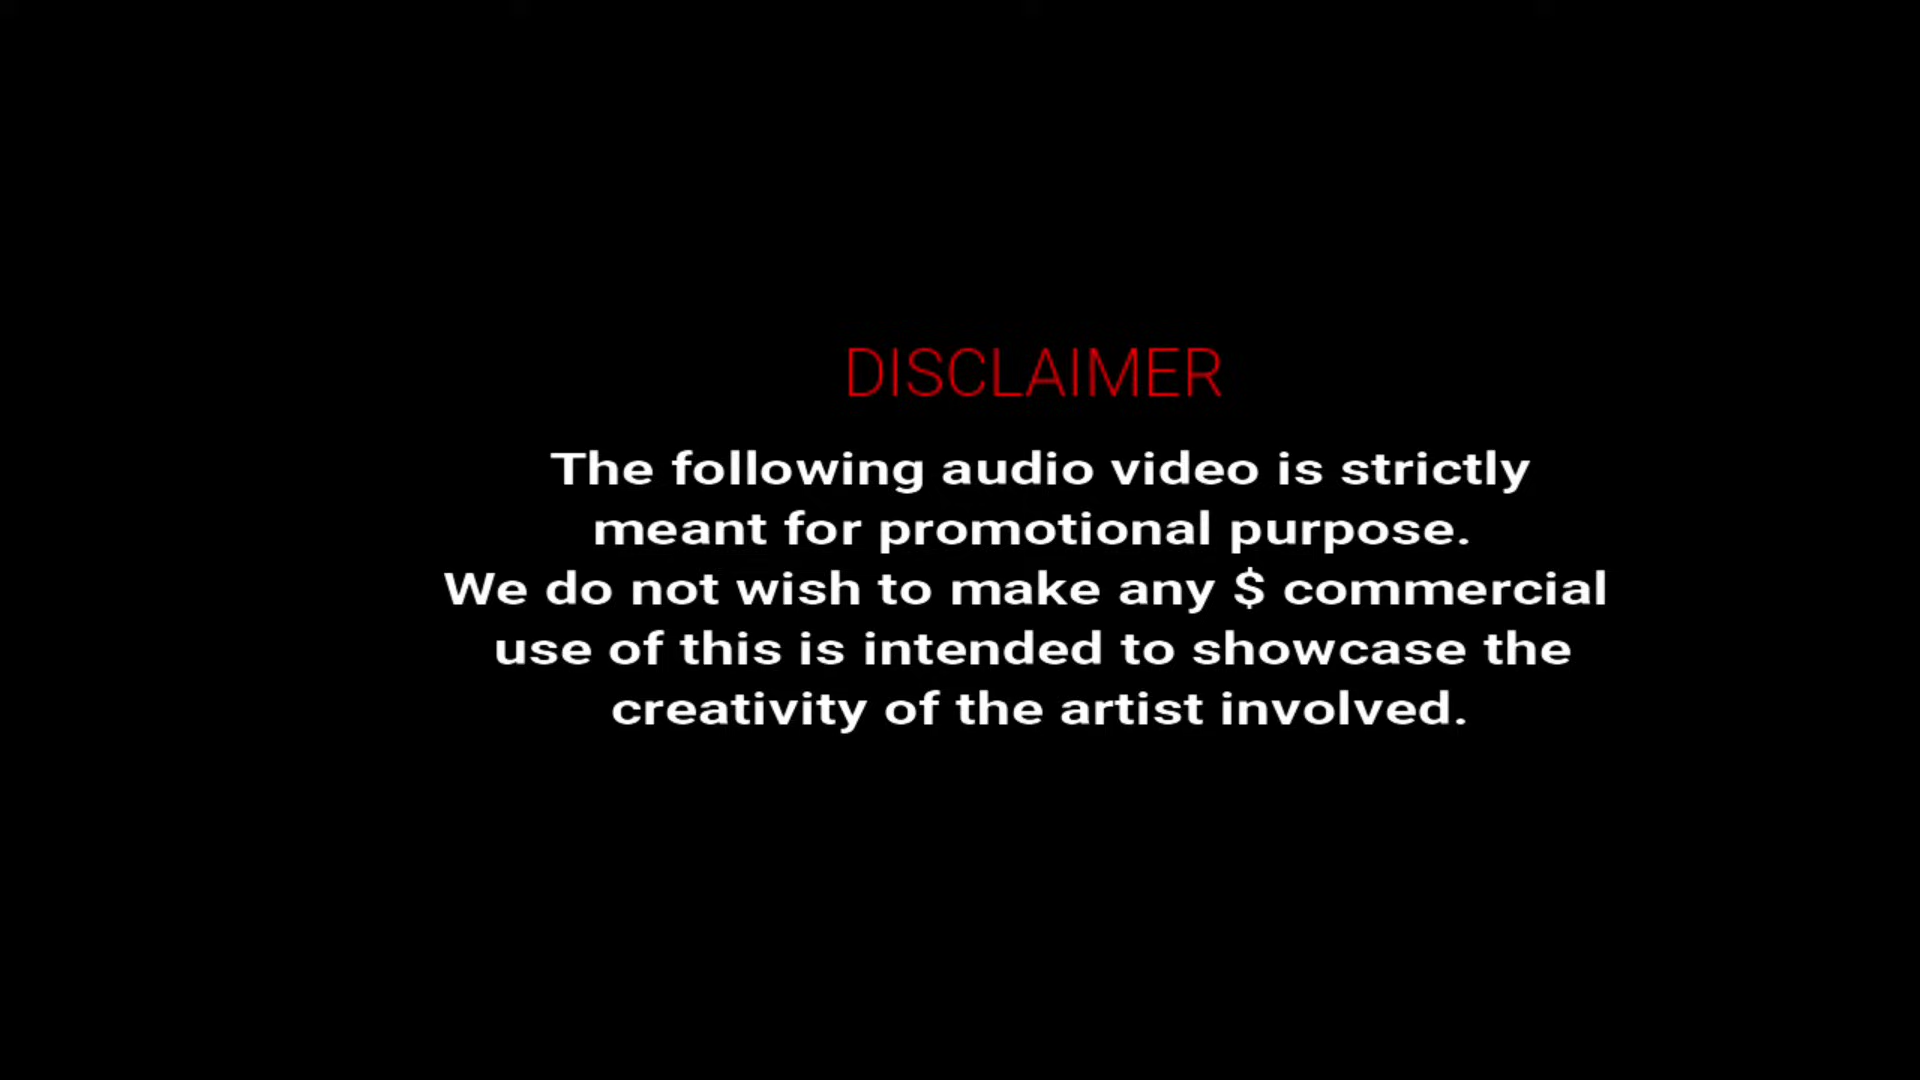 DISCLAIMER
The following audio video is strictly
meant for promotional purpose.
We do not wish to make any $ commercial
use of this is intended to showcase the
creativity of the artist involved.